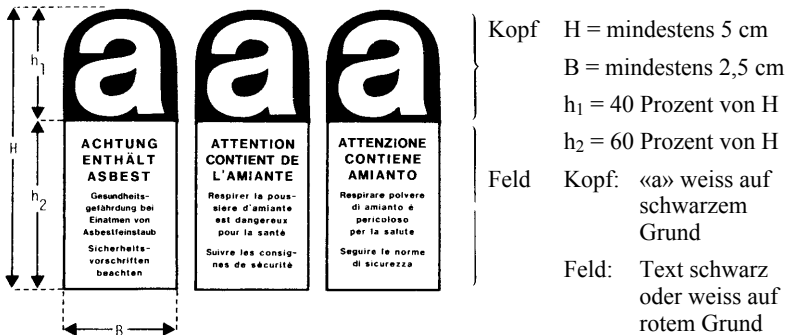 a
a
a
h1
H
h2
B
ACHTUNG
ENTHÄLT
ASBEST
Gesundheits-
gefährdung bei
Einatmen von
Asbestfeinstaub
Sicherheits-
vorschriften
beachten
ATTENTION
CONTIENT DE
L'AMIANTE
Respirer la pous-
siere d'amiante
est dangereux
pour la santé
Suivre les consig-
nes de sécurité
ATTENZIONE
CONTIENE
AMIANTO
Respirare polvere
di amianto è
pericoloso
per la salute
Seguire le norme
di sicurezza
Kopf H = mindestens 5 cm
B = mindestens 2,5 cm
h1 = 40 Prozent von H
h2 = 60 Prozent von H
Feld Kopf: «a» weiss auf
schwarzem
Grund
Feld: Text schwarz
oder weiss auf
rotem Grund